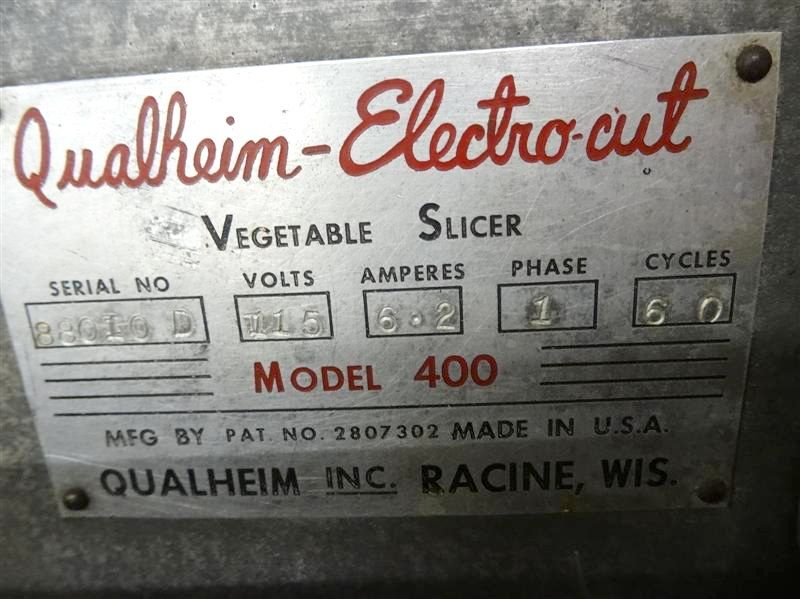 Qualheim-Electro-cut
VEGETABLE SLICER
SERIAL NO VOLTS AMPERES PHASE CYCLES
88010 D 115 6.2 1 60
MODEL 400
MFG BY PAT. NO. 2807302 MADE IN U.S.A.
QUALHEIM INC. RACINE, WIS.